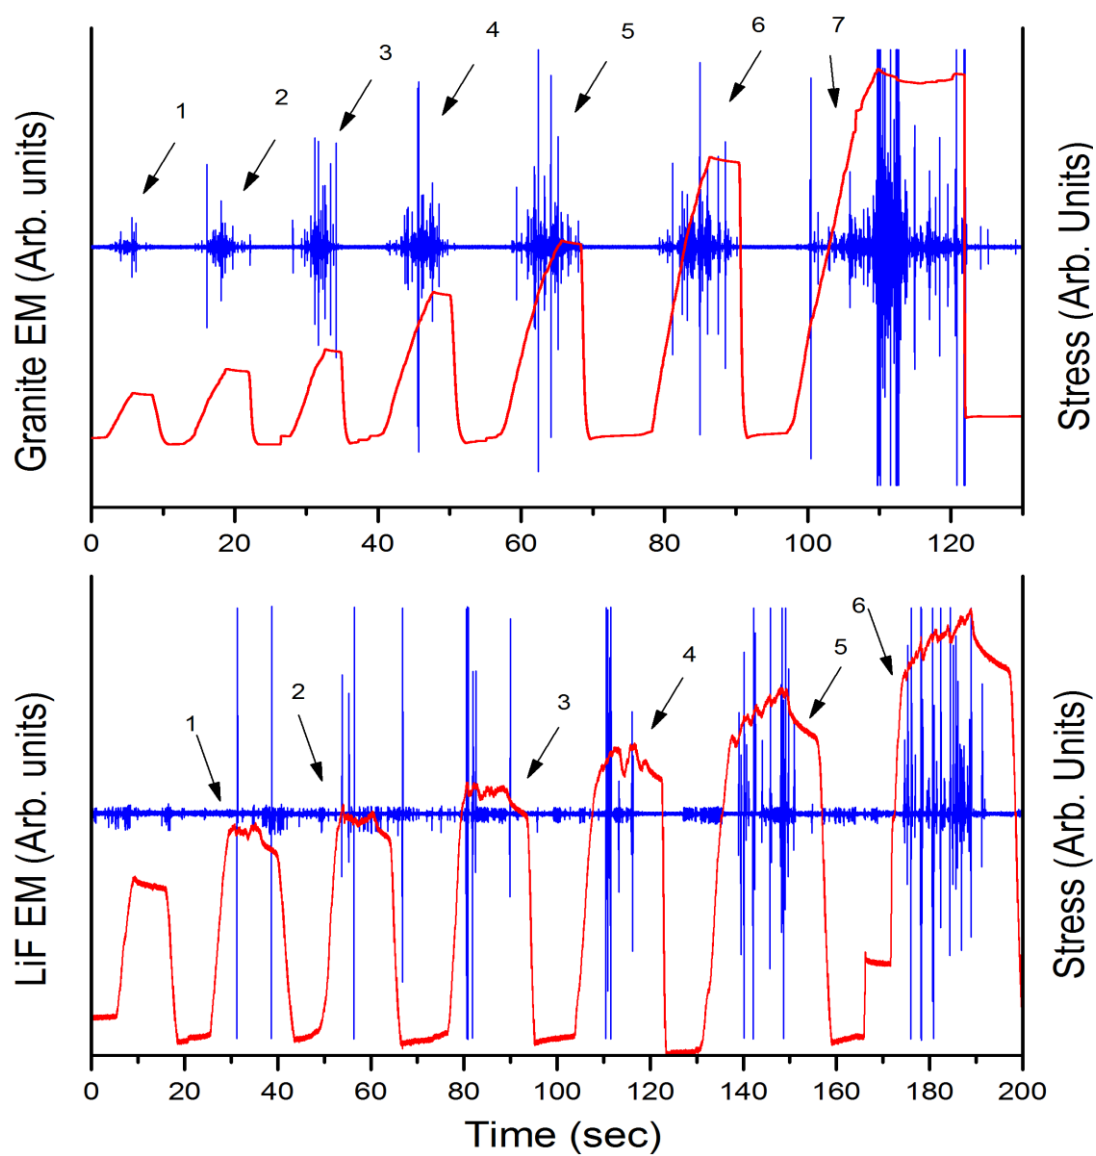 1
2
3
4
5
6
7
Granite EM (Arb. units)
Stress (Arb. Units)
0 20 40 60 80 100 120
1
2
3
4
5
6
LiF EM (Arb. units)
Stress (Arb. Units)
0 20 40 60 80 100 120 140 160 180 200
Time (sec)